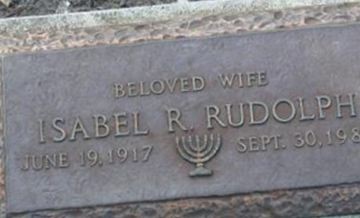 BELOVED WIFE
ISABEL R. RUDOLPH
JUNE 19, 1917 SEPT. 30, 198